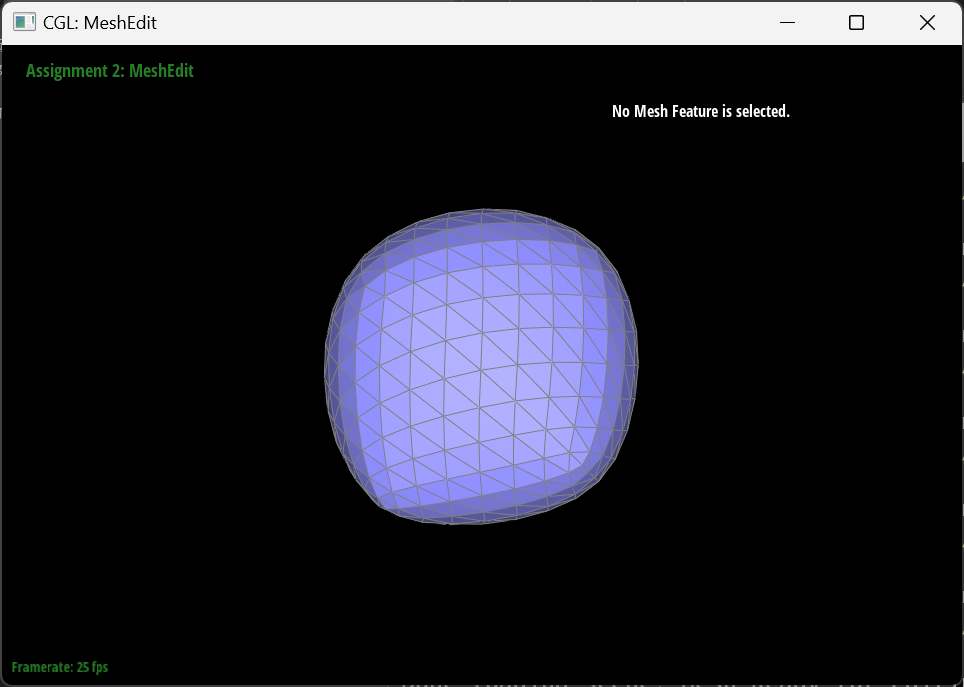 CGL: MeshEdit
Assignment 2: MeshEdit
No Mesh Feature is selected.
Framerate: 25 fps